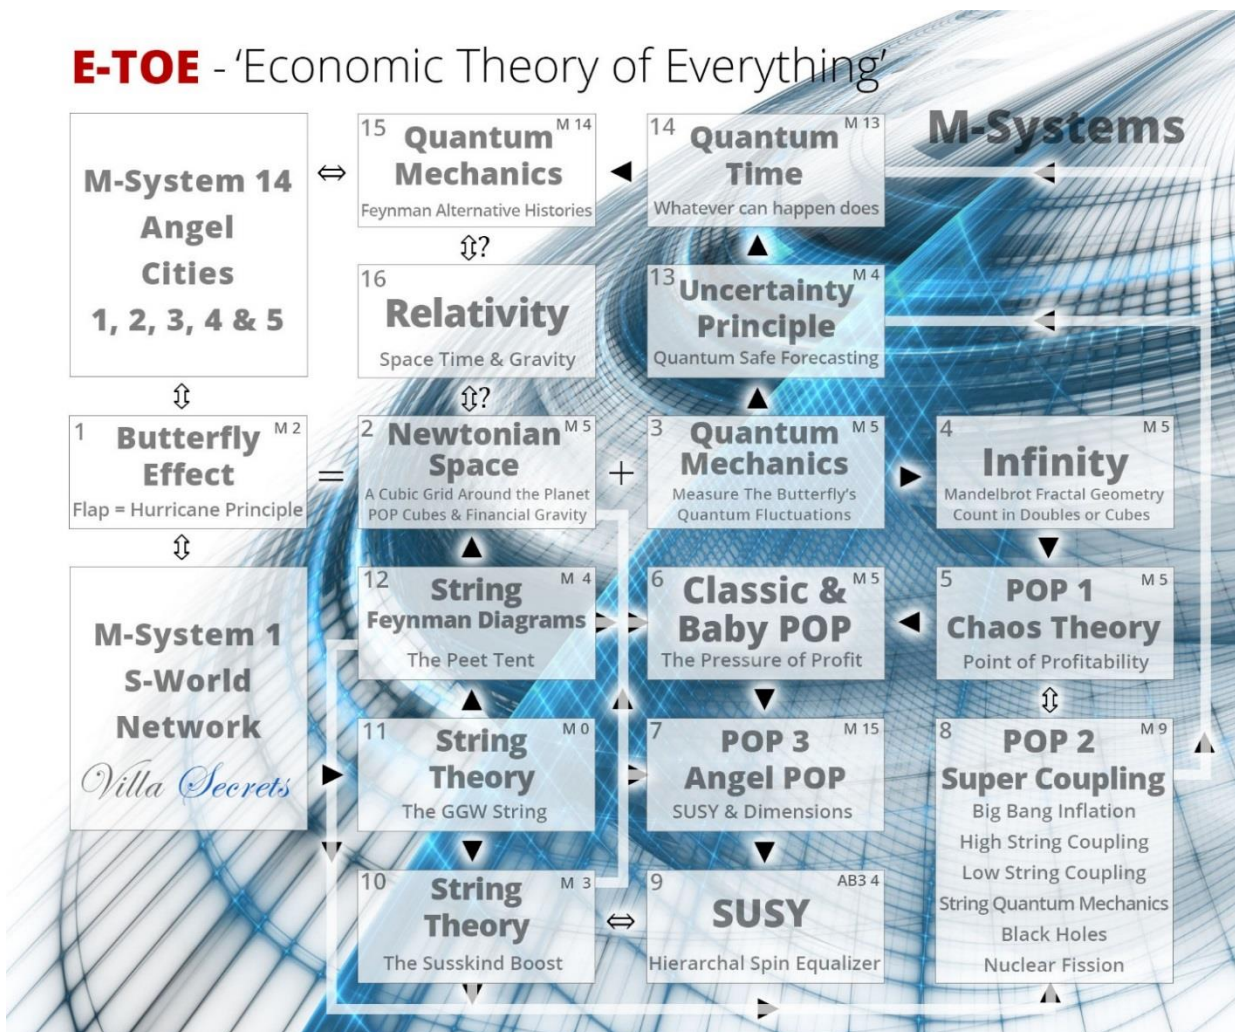 E-TOE - 'Economic Theory of Everything'
M-Systems
M-System 14
Angel
Cities
1, 2, 3, 4 & 5
15 M 14
Quantum
Mechanics
Feynman Alternative Histories
14 M 13
Quantum
Time
Whatever can happen does
⇕?
16
Relativity
Space Time & Gravity
13 M 4
Uncertainty
Principle
Quantum Safe Forecasting
⇕?
1 M 2
Butterfly
Effect
Flap = Hurricane Principle
=
2 M 5
Newtonian
Space
A Cubic Grid Around the Planet
POP Cubes & Financial Gravity
+
3 M 5
Quantum
Mechanics
Measure The Butterfly's
Quantum Fluctuations
4 M 5
Infinity
Mandelbrot Fractal Geometry
Count in Doubles or Cubes
M-System 1
S-World
Network
Villa Secrets
12 M 4
String
Feynman Diagrams
The Peet Tent
6 M 5
Classic &
Baby POP
The Pressure of Profit
5 M 5
POP 1
Chaos Theory
Point of Profitability
11 M 0
String
Theory
The GGW String
7 M 15
POP 3
Angel POP
SUSY & Dimensions
8 M 9
POP 2
Super Coupling
Big Bang Inflation
High String Coupling
Low String Coupling
String Quantum Mechanics
Black Holes
Nuclear Fission
10 M 3
String
Theory
The Susskind Boost
9 AB3 4
SUSY
Hierarchal Spin Equalizer